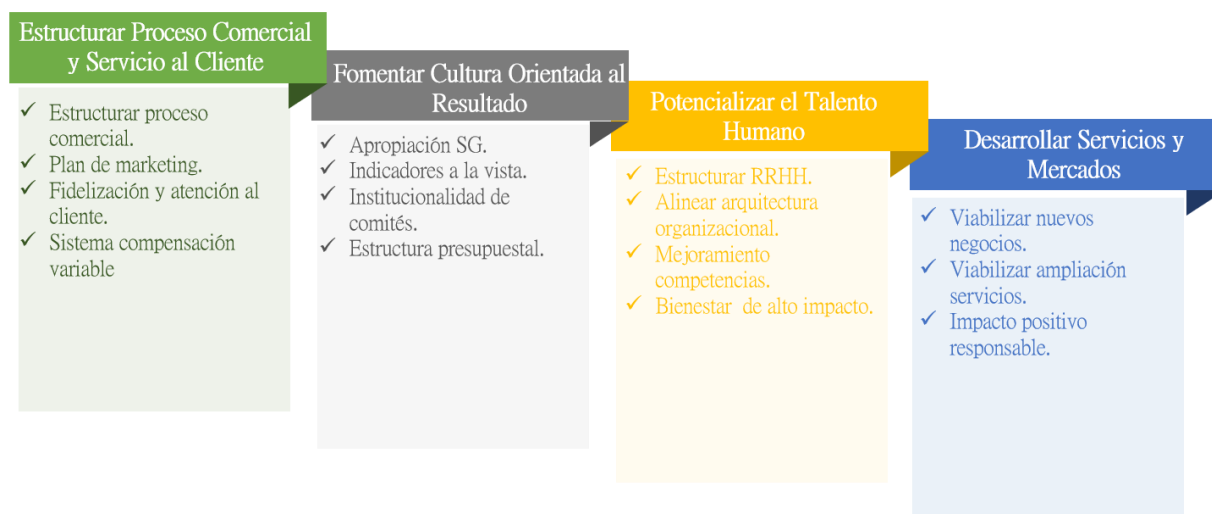 Estructurar Proceso Comercial
y Servicio al Cliente
✓ Estructurar proceso
comercial.
✓ Plan de marketing.
✓ Fidelización y atención al
cliente.
✓ Sistema compensación
variable
Fomentar Cultura Orientada al
Resultado
✓ Apropiación SG.
✓ Indicadores a la vista.
✓ Institucionalidad de
comités.
✓ Estructura presupuestal.
Potencializar el Talento
Humano
✓ Estructurar RRHH.
✓ Alinear arquitectura
organizacional.
✓ Mejoramiento
competencias.
✓ Bienestar de alto impacto.
Desarrollar Servicios y
Mercados
✓ Viabilizar nuevos
negocios.
✓ Viabilizar ampliación
servicios.
✓ Impacto positivo
responsable.